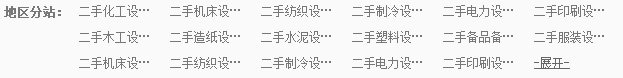 地区分站： 二手化工设… 二手机床设… 二手纺织设… 二手制冷设… 二手电力设… 二手印刷设…
二手木工设… 二手造纸设… 二手水泥设… 二手塑料设… 二手备品备… 二手服装设…
二手机床设… 二手纺织设… 二手制冷设… 二手电力设… 二手印刷设… -展开-